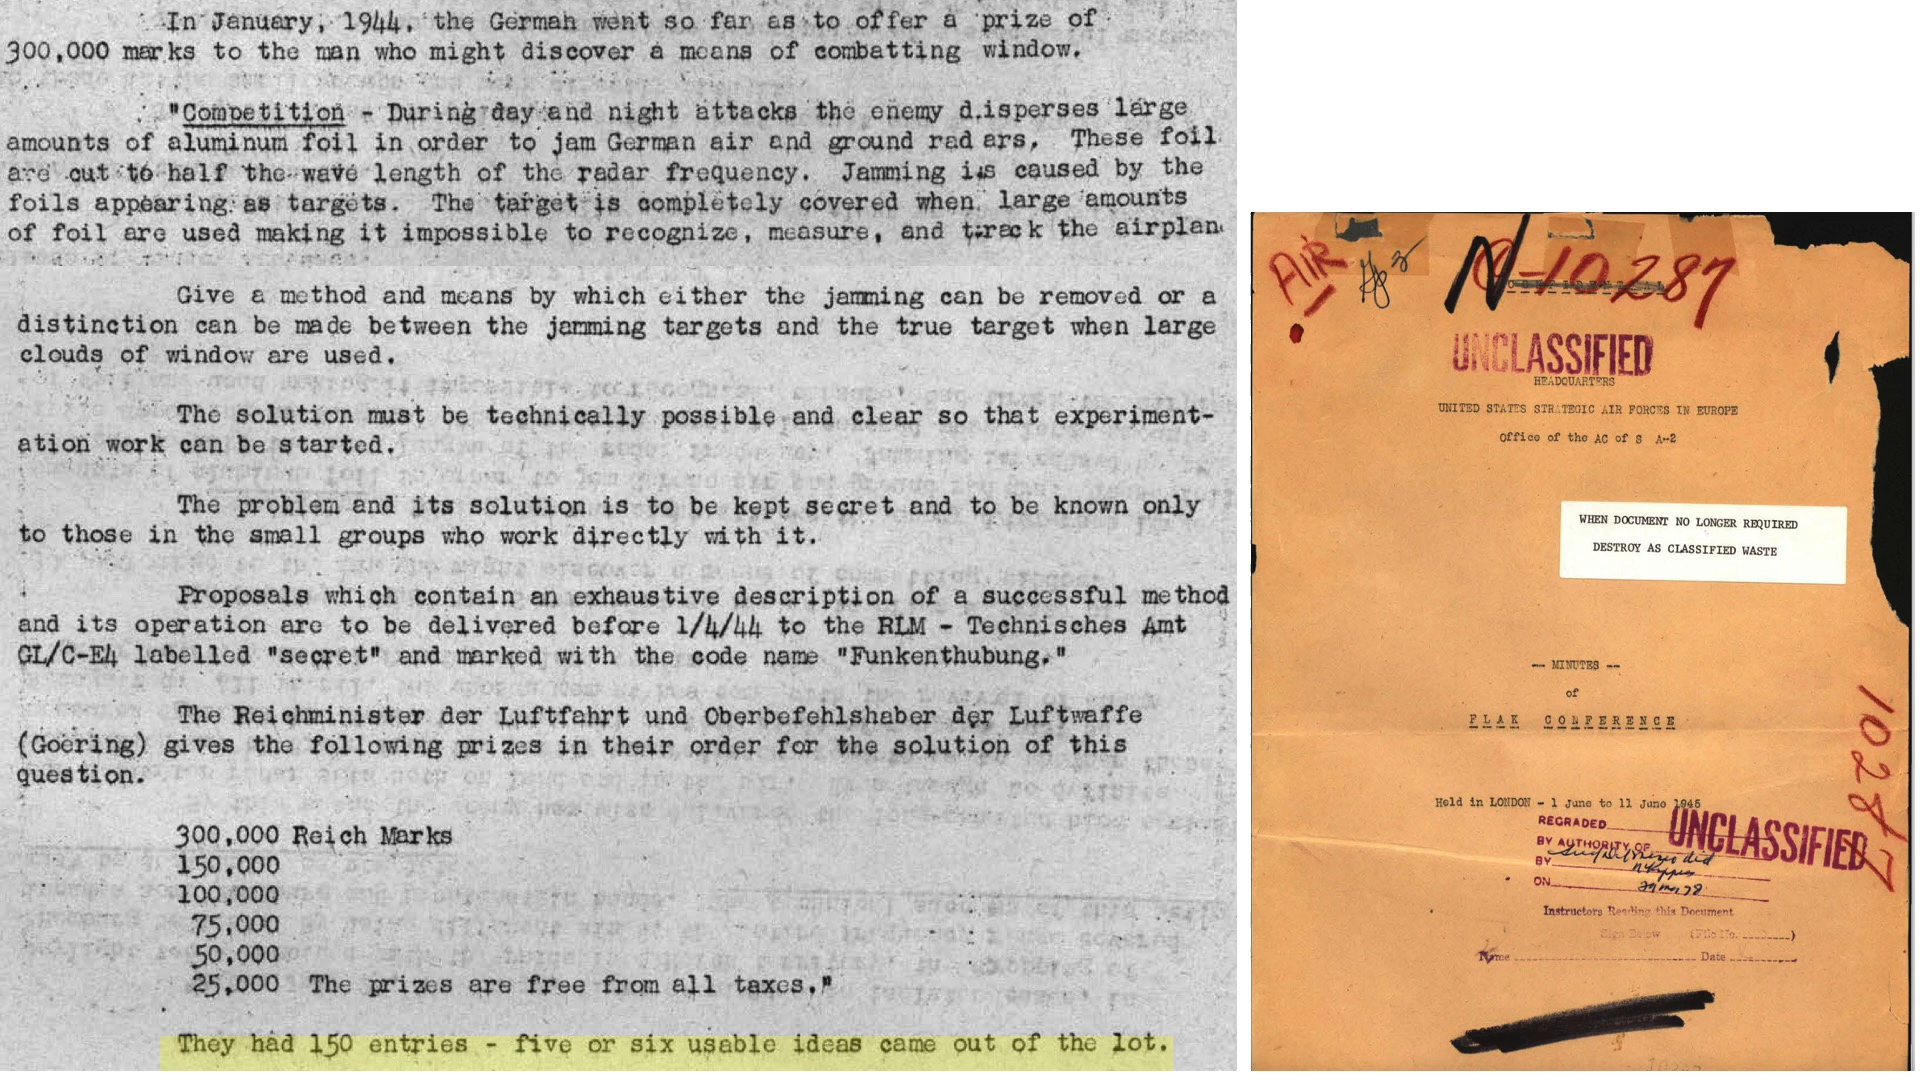 In January, 1944, the German went so far as to offer a prize of
300,000 marks to the man who might discover a means of combatting window.
"Competition - During day and night attacks the enemy d.isperses large
amounts of aluminum foil in order to jam German air and ground rad ars. These foil
are cut to half the wave length of the radar frequency. Jamming is caused by the
foils appearing as targets. The target is completely covered when large amounts
of foil are used making it impossible to recognize, measure, and track the airplan
Give a method and means by which either the jamming can be removed or a
distinction can be made between the jamming targets and the true target when large
clouds of window are used.
The solution must be technically possible and clear so that experiment-
ation work can be started.
The problem and its solution is to be kept secret and to be known only
to those in the small groups who work directly with it.
Proposals which contain an exhaustive description of a successful method
and its operation are to be delivered before 1/4/44 to the RLM - Technisches Amt
GL/C-E4 labelled "secret" and marked with the code name "Funkenthubung."
The Reichminister der Luftfahrt und Oberbefehlshaber der Luftwaffe
(Goering) gives the following prizes in their order for the solution of this
question.
300,000 Reich Marks
150,000
100,000
75,000
50,000
25,000 The prizes are free from all taxes."
They had 150 entries - five or six usable ideas came out of the lot.
AIR
N-10287
CONFIDENTIAL
UNCLASSIFIED
HEADQUARTERS
UNITED STATES STRATEGIC AIR FORCES IN EUROPE
Office of the AC of S A-2
WHEN DOCUMENT NO LONGER REQUIRED
DESTROY AS CLASSIFIED WASTE
-- MINUTES --
of
FLAK CONFERENCE
Held in LONDON - 1 June to 11 June 1945
REGRADED
UNCLASSIFIED
BY AUTHORITY OF
BY
ON
Instructors Reading this Document
Sign Below (File No. )
Name Date
10287